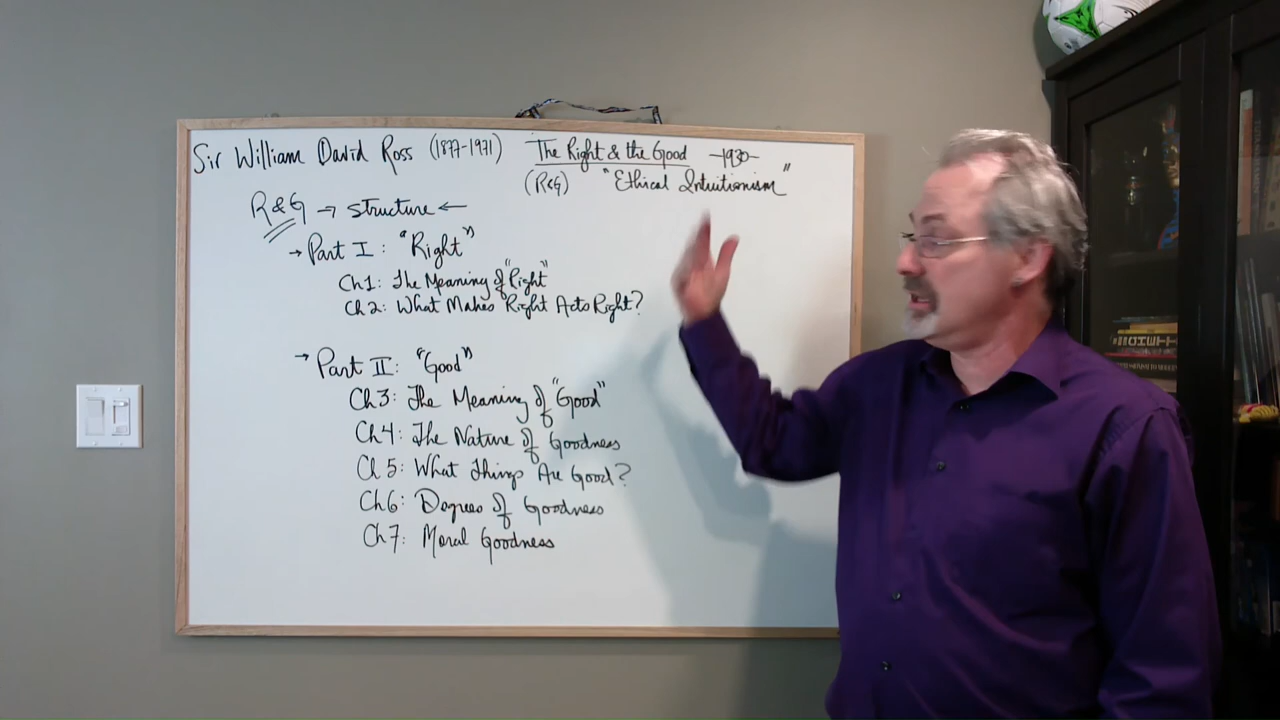 Sir William David Ross (1877-1971) The Right & the Good -1930-
(R&G) "Ethical Intuitionism"
R&G → structure ←
→ Part I: "Right"
Ch1: The Meaning of "Right"
Ch2: What Makes Right Acts Right?
→ Part II: "Good"
Ch3: The Meaning of "Good"
Ch4: The Nature of Goodness
Ch5: What Things Are Good?
Ch6: Degrees of Goodness
Ch7: Moral Goodness